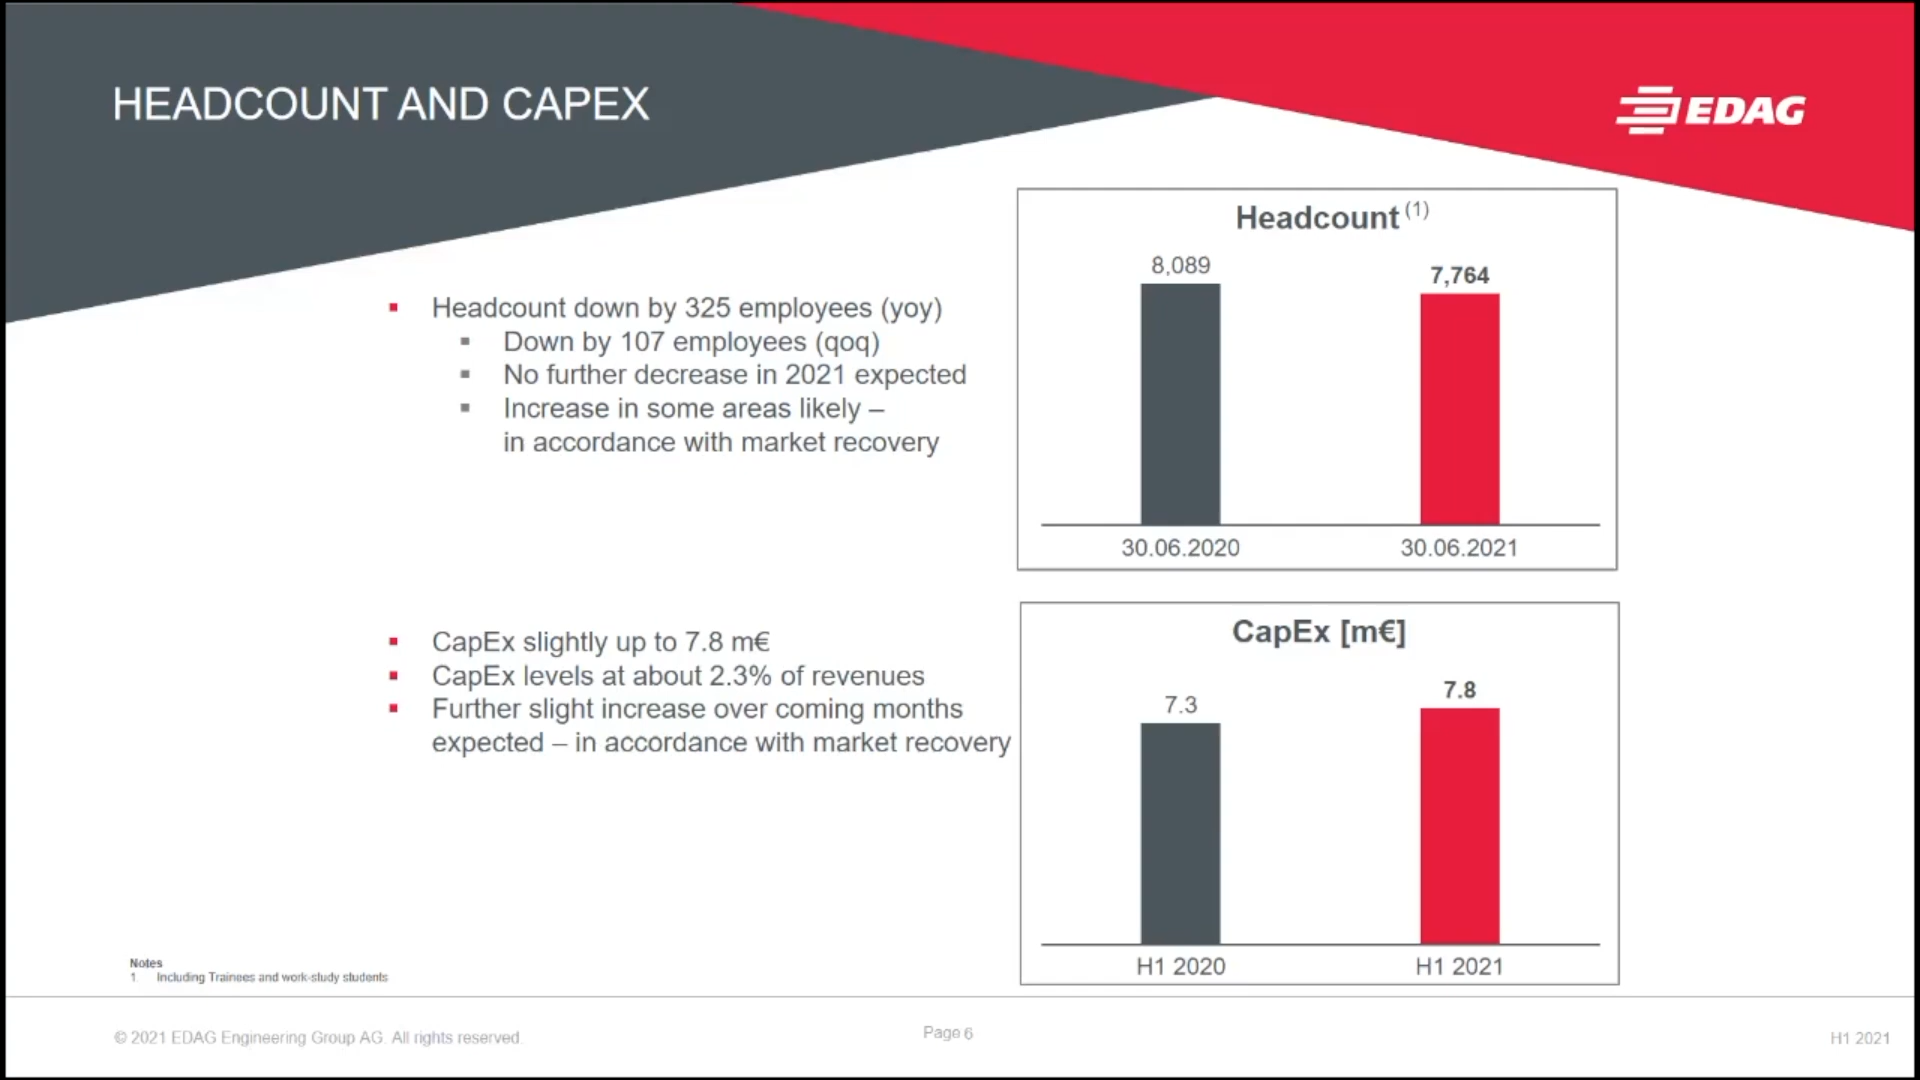 HEADCOUNT AND CAPEX
EDAG
Headcount down by 325 employees (yoy)
Down by 107 employees (qoq)
No further decrease in 2021 expected
Increase in some areas likely –
in accordance with market recovery
Headcount (1)
8,089
7,764
30.06.2020
30.06.2021
CapEx slightly up to 7.8 m€
CapEx levels at about 2.3% of revenues
Further slight increase over coming months
expected – in accordance with market recovery
CapEx [m€]
7.3
7.8
H1 2020
H1 2021
Notes
1. Including Trainees and work-study students
© 2021 EDAG Engineering Group AG. All rights reserved.
Page 6
H1 2021